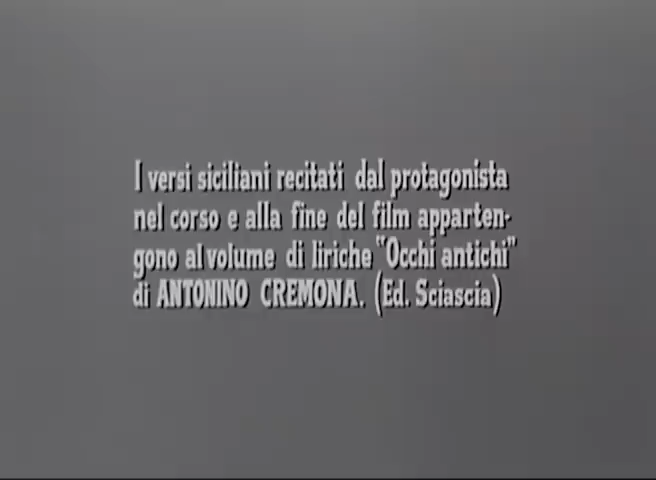 I versi siciliani recitati dal protagonista
nel corso e alla fine del film apparten-
gono al volume di liriche "Occhi antichi"
di ANTONINO CREMONA. (Ed. Sciascia)